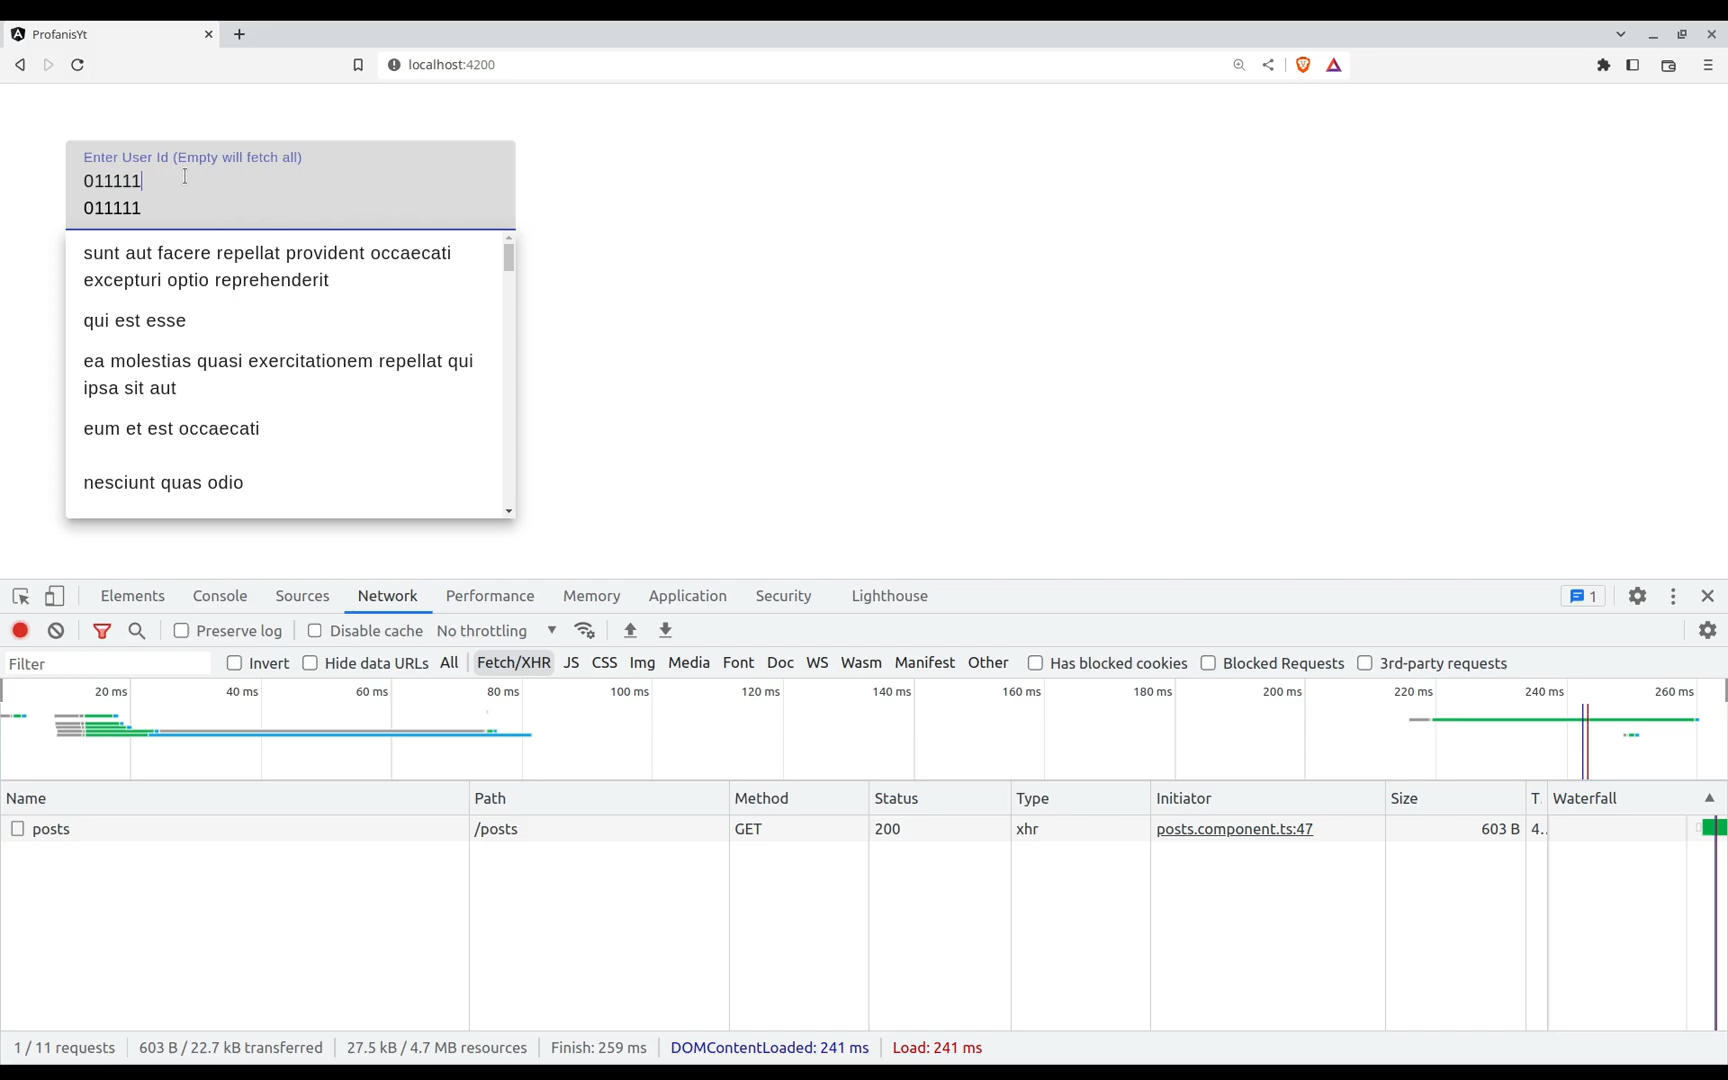 ProfanisYt
localhost:4200
Enter User Id (Empty will fetch all)
011111
011111
sunt aut facere repellat provident occaecati
excepturi optio reprehenderit
qui est esse
ea molestias quasi exercitationem repellat qui
ipsa sit aut
eum et est occaecati
nesciunt quas odio
Elements Console Sources Network Performance Memory Application Security Lighthouse 1
Preserve log Disable cache No throttling
Filter Invert Hide data URLs All Fetch/XHR JS CSS Img Media Font Doc WS Wasm Manifest Other Has blocked cookies Blocked Requests 3rd-party requests
20 ms 40 ms 60 ms 80 ms 100 ms 120 ms 140 ms 160 ms 180 ms 200 ms 220 ms 240 ms 260 ms
Name Path Method Status Type Initiator Size T. Waterfall
posts /posts GET 200 xhr posts.component.ts:47 603 B 4..
1 / 11 requests 603 B / 22.7 kB transferred 27.5 kB / 4.7 MB resources Finish: 259 ms DOMContentLoaded: 241 ms Load: 241 ms